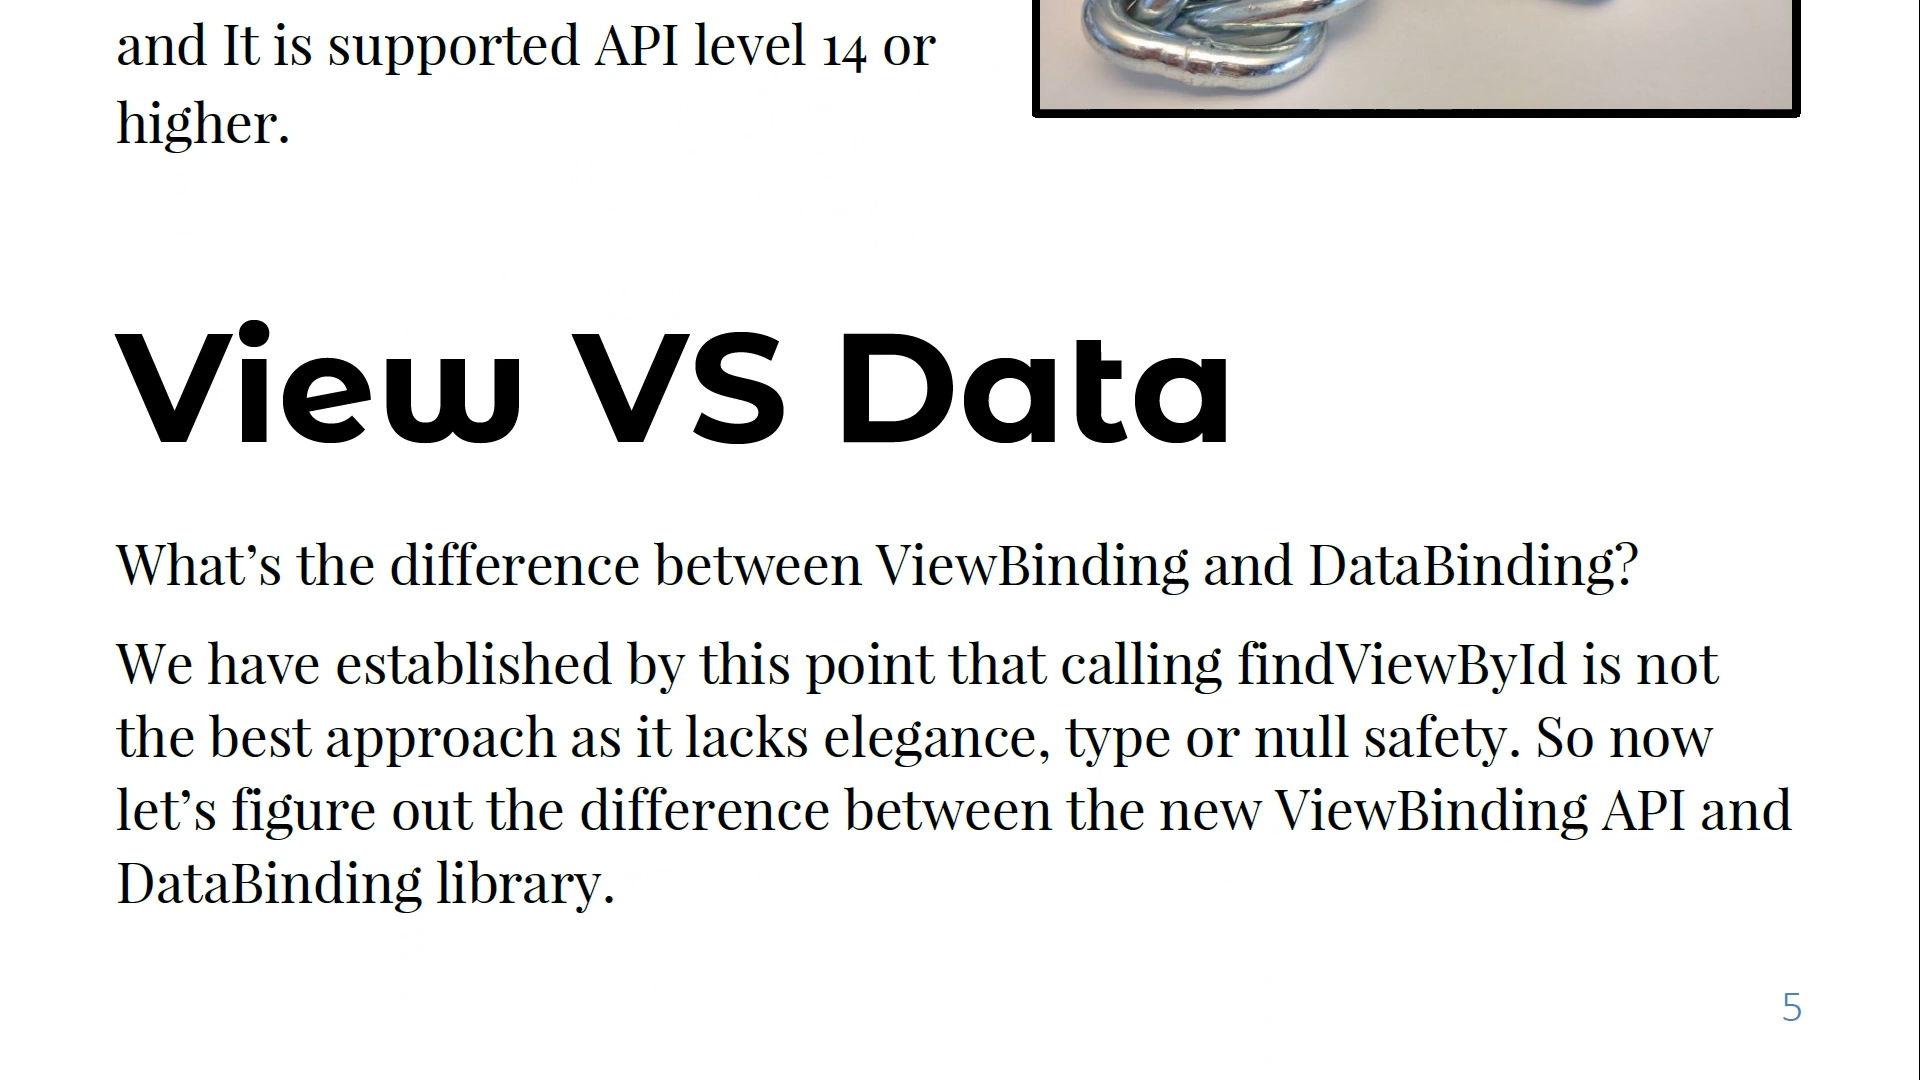 and It is supported API level 14 or
higher.
View VS Data
What’s the difference between ViewBinding and DataBinding?
We have established by this point that calling findViewById is not
the best approach as it lacks elegance, type or null safety. So now
let’s figure out the difference between the new ViewBinding API and
DataBinding library.
5